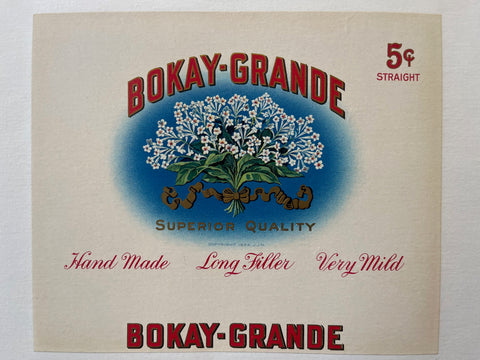 BOKAY-GRANDE
5¢
STRAIGHT
SUPERIOR QUALITY
Hand Made Long Filler Very Mild
BOKAY-GRANDE